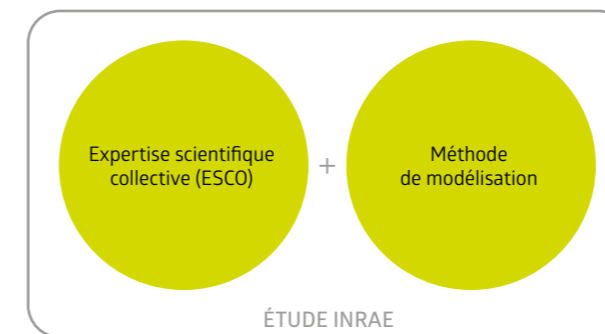 Expertise scientifique
collective (ESCO)
+
Méthode
de modélisation
ÉTUDE INRAE